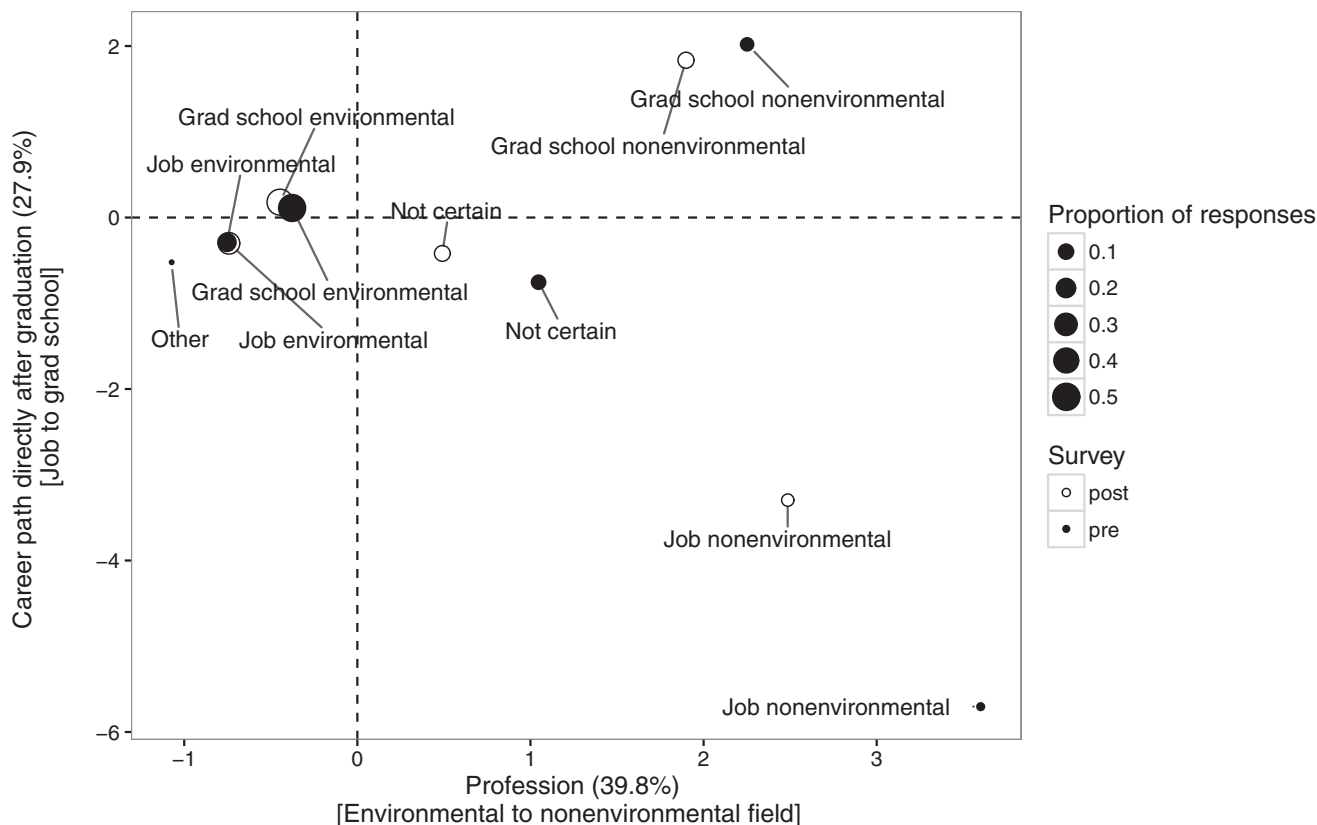 Career path directly after graduation (27.9%)
[Job to grad school]
2
0
−2
−4
−6
Grad school nonenvironmental
Grad school environmental
Grad school nonenvironmental
Job environmental
Not certain
Grad school environmental
Not certain
Other
Job environmental
Job nonenvironmental
Job nonenvironmental
−1
0
1
2
3
Profession (39.8%)
[Environmental to nonenvironmental field]
Proportion of responses
0.1
0.2
0.3
0.4
0.5
Survey
post
pre